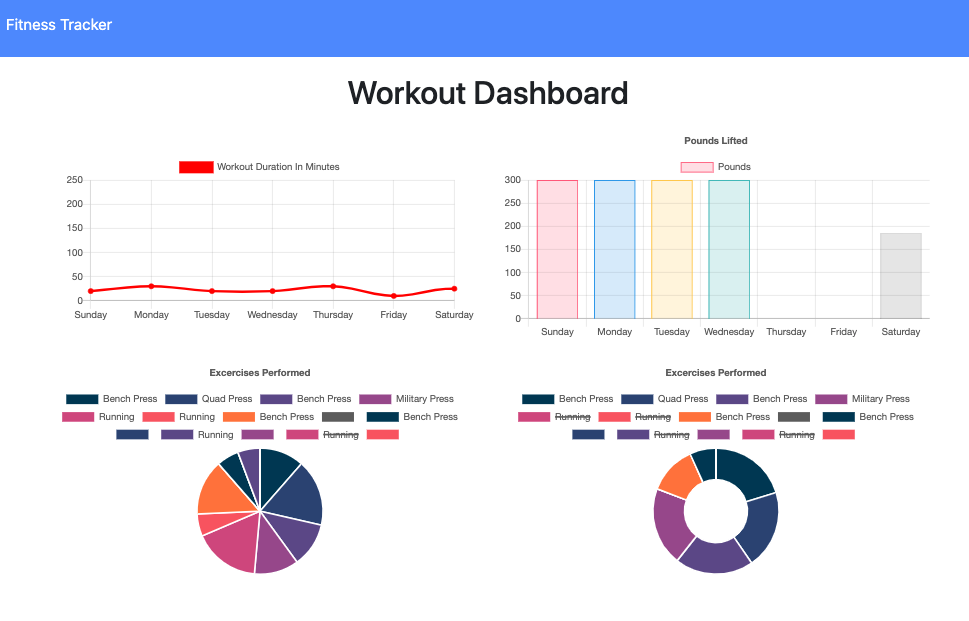 Fitness Tracker
Workout Dashboard
Workout Duration In Minutes
250
200
150
100
50
0
Sunday Monday Tuesday Wednesday Thursday Friday Saturday
Pounds Lifted
Pounds
300
250
200
150
100
50
0
Sunday Monday Tuesday Wednesday Thursday Friday Saturday
Excercises Performed
Bench Press Quad Press Bench Press Military Press
Running Running Bench Press Bench Press
Running Running
Excercises Performed
Bench Press Quad Press Bench Press Military Press
Running Running Bench Press Bench Press
Running Running